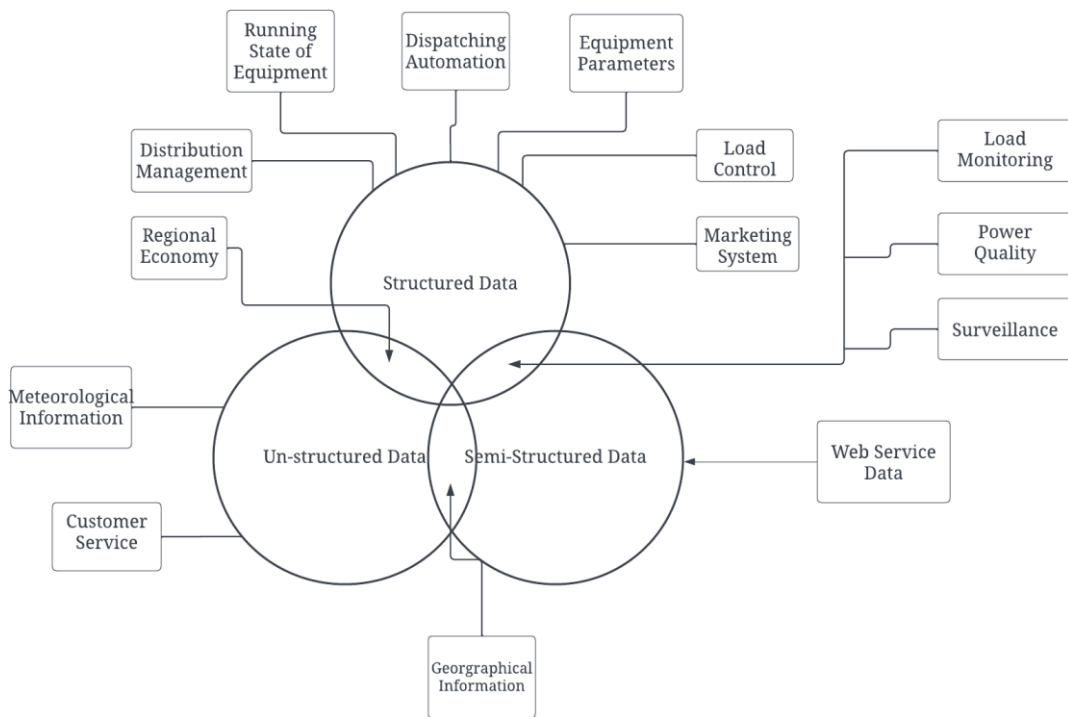 Running
State of
Equipment
Dispatching
Automation
Equipment
Parameters
Distribution
Management
Load
Control
Load
Monitoring
Regional
Economy
Marketing
System
Power
Quality
Structured Data
Surveillance
Meteorological
Information
Un-structured Data
Semi-Structured Data
Web Service
Data
Customer
Service
Georgraphical
Information